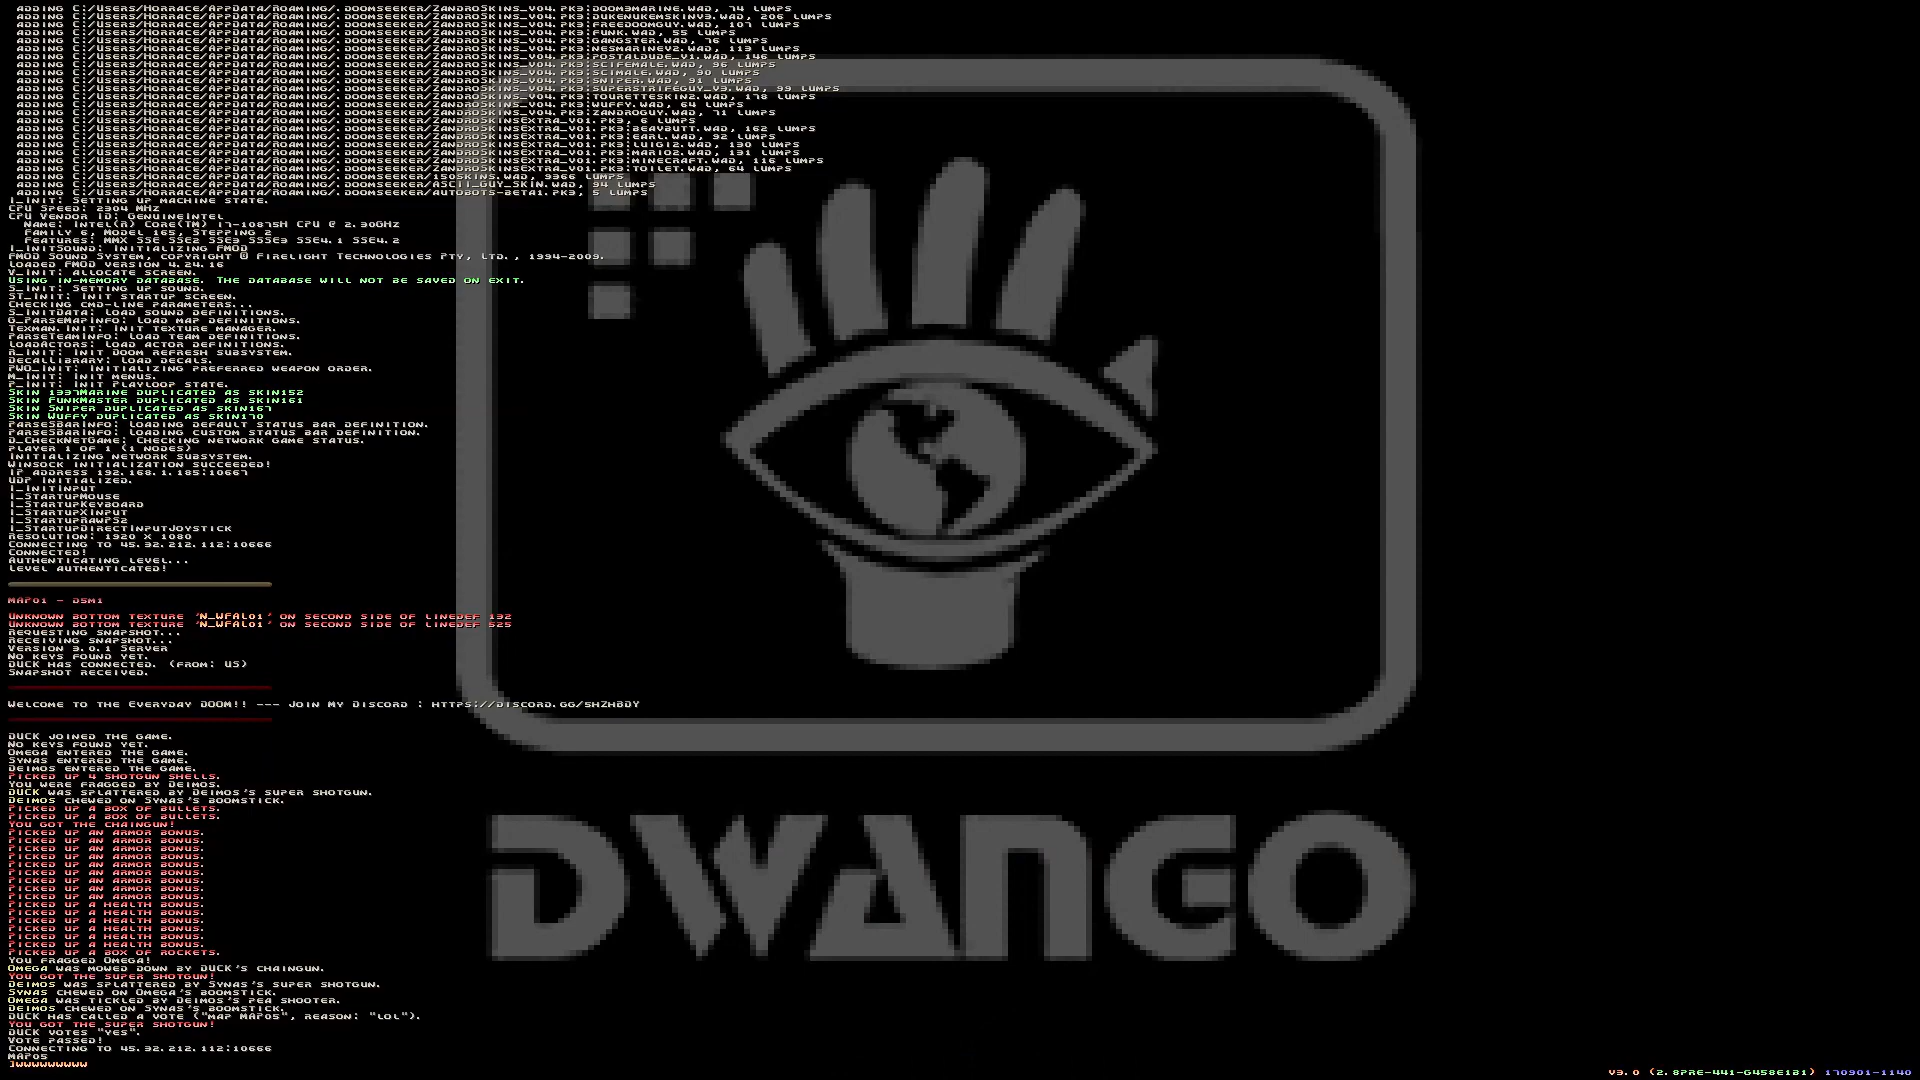 ADDING C:/USERS/HORRACE/APPDATA/ROAMING/.DOOMSEEKER/ZANDROSKINS_V04.PK3:DOOM3MARINE.WAD, 74 LUMPS
ADDING C:/USERS/HORRACE/APPDATA/ROAMING/.DOOMSEEKER/ZANDROSKINS_V04.PK3:DUKENUKEMSKINV3.WAD, 206 LUMPS
ADDING C:/USERS/HORRACE/APPDATA/ROAMING/.DOOMSEEKER/ZANDROSKINS_V04.PK3:FREEDOOMGUY.WAD, 107 LUMPS
ADDING C:/USERS/HORRACE/APPDATA/ROAMING/.DOOMSEEKER/ZANDROSKINS_V04.PK3:FUNK.WAD, 55 LUMPS
ADDING C:/USERS/HORRACE/APPDATA/ROAMING/.DOOMSEEKER/ZANDROSKINS_V04.PK3:GANGSTER.WAD, 76 LUMPS
ADDING C:/USERS/HORRACE/APPDATA/ROAMING/.DOOMSEEKER/ZANDROSKINS_V04.PK3:NESMARINEV2.WAD, 113 LUMPS
ADDING C:/USERS/HORRACE/APPDATA/ROAMING/.DOOMSEEKER/ZANDROSKINS_V04.PK3:POSTALDUDE_V1.WAD, 146 LUMPS
ADDING C:/USERS/HORRACE/APPDATA/ROAMING/.DOOMSEEKER/ZANDROSKINS_V04.PK3:SCIFEMALE.WAD, 96 LUMPS
ADDING C:/USERS/HORRACE/APPDATA/ROAMING/.DOOMSEEKER/ZANDROSKINS_V04.PK3:SCIMALE.WAD, 90 LUMPS
ADDING C:/USERS/HORRACE/APPDATA/ROAMING/.DOOMSEEKER/ZANDROSKINS_V04.PK3:SNIPER.WAD, 91 LUMPS
ADDING C:/USERS/HORRACE/APPDATA/ROAMING/.DOOMSEEKER/ZANDROSKINS_V04.PK3:SUPERSTRIFEGUY_V3.WAD, 99 LUMPS
ADDING C:/USERS/HORRACE/APPDATA/ROAMING/.DOOMSEEKER/ZANDROSKINS_V04.PK3:TOURETTESKIN2.WAD, 178 LUMPS
ADDING C:/USERS/HORRACE/APPDATA/ROAMING/.DOOMSEEKER/ZANDROSKINS_V04.PK3:WUFFY.WAD, 64 LUMPS
ADDING C:/USERS/HORRACE/APPDATA/ROAMING/.DOOMSEEKER/ZANDROSKINS_V04.PK3:ZANDROGUY.WAD, 71 LUMPS
ADDING C:/USERS/HORRACE/APPDATA/ROAMING/.DOOMSEEKER/ZANDROSKINSEXTRA_V01.PK3, 6 LUMPS
ADDING C:/USERS/HORRACE/APPDATA/ROAMING/.DOOMSEEKER/ZANDROSKINSEXTRA_V01.PK3:BEAVBUTT.WAD, 162 LUMPS
ADDING C:/USERS/HORRACE/APPDATA/ROAMING/.DOOMSEEKER/ZANDROSKINSEXTRA_V01.PK3:EARL.WAD, 92 LUMPS
ADDING C:/USERS/HORRACE/APPDATA/ROAMING/.DOOMSEEKER/ZANDROSKINSEXTRA_V01.PK3:LUIGI2.WAD, 130 LUMPS
ADDING C:/USERS/HORRACE/APPDATA/ROAMING/.DOOMSEEKER/ZANDROSKINSEXTRA_V01.PK3:MARIO2.WAD, 131 LUMPS
ADDING C:/USERS/HORRACE/APPDATA/ROAMING/.DOOMSEEKER/ZANDROSKINSEXTRA_V01.PK3:MINECRAFT.WAD, 116 LUMPS
ADDING C:/USERS/HORRACE/APPDATA/ROAMING/.DOOMSEEKER/ZANDROSKINSEXTRA_V01.PK3:TOILET.WAD, 64 LUMPS
ADDING C:/USERS/HORRACE/APPDATA/ROAMING/.DOOMSEEKER/150SKINS.WAD, 9366 LUMPS
ADDING C:/USERS/HORRACE/APPDATA/ROAMING/.DOOMSEEKER/ASCII_GUY_SKIN.WAD, 94 LUMPS
ADDING C:/USERS/HORRACE/APPDATA/ROAMING/.DOOMSEEKER/AUTOBOTS-BETA1.PK3, 5 LUMPS
I_INIT: SETTING UP MACHINE STATE.
CPU SPEED: 2304 MHZ
CPU VENDOR ID: GENUINEINTEL
NAME: INTEL(R) CORE(TM) I7-10875H CPU @ 2.30GHZ
FAMILY 6, MODEL 165, STEPPING 2
FEATURES: MMX SSE SSE2 SSE3 SSSE3 SSE4.1 SSE4.2
I_INITSOUND: INITIALIZING FMOD
FMOD SOUND SYSTEM, COPYRIGHT © FIRELIGHT TECHNOLOGIES PTY, LTD., 1994-2009.
LOADED FMOD VERSION 4.24.16
V_INIT: ALLOCATE SCREEN.
USING IN-MEMORY DATABASE. THE DATABASE WILL NOT BE SAVED ON EXIT.
S_INIT: SETTING UP SOUND.
ST_INIT: INIT STARTUP SCREEN.
CHECKING CMD-LINE PARAMETERS...
S_INITDATA: LOAD SOUND DEFINITIONS.
G_PARSEMAPINFO: LOAD MAP DEFINITIONS.
TEXMAN.INIT: INIT TEXTURE MANAGER.
PARSETEAMINFO: LOAD TEAM DEFINITIONS.
LOADACTORS: LOAD ACTOR DEFINITIONS.
R_INIT: INIT DOOM REFRESH SUBSYSTEM.
DECALLIBRARY: LOAD DECALS.
PWO_INIT: INITIALIZING PREFERRED WEAPON ORDER.
M_INIT: INIT MENUS.
P_INIT: INIT PLAYLOOP STATE.
SKIN 1337MARINE DUPLICATED AS SKIN152
SKIN FUNKMASTER DUPLICATED AS SKIN161
SKIN SNIPER DUPLICATED AS SKIN167
SKIN WUFFY DUPLICATED AS SKIN170
PARSESBARINFO: LOADING DEFAULT STATUS BAR DEFINITION.
PARSESBARINFO: LOADING CUSTOM STATUS BAR DEFINITION.
D_CHECKNETGAME: CHECKING NETWORK GAME STATUS.
PLAYER 1 OF 1 (1 NODES)
INITIALIZING NETWORK SUBSYSTEM.
WINSOCK INITIALIZATION SUCCEEDED!
IP ADDRESS 192.168.1.185:10667
UDP INITIALIZED.
I_INITINPUT
I_STARTUPMOUSE
I_STARTUPKEYBOARD
I_STARTUPXINPUT
I_STARTUPRAWPS2
I_STARTUPDIRECTINPUTJOYSTICK
RESOLUTION: 1920 X 1080
CONNECTING TO 45.32.212.112:10666
CONNECTED!
AUTHENTICATING LEVEL...
LEVEL AUTHENTICATED!
MAP01 - D5M1
UNKNOWN BOTTOM TEXTURE 'N_WFAL01' ON SECOND SIDE OF LINEDEF 132
UNKNOWN BOTTOM TEXTURE 'N_WFAL01' ON SECOND SIDE OF LINEDEF 525
REQUESTING SNAPSHOT...
RECEIVING SNAPSHOT...
VERSION 3.0.1 SERVER
NO KEYS FOUND YET.
DUCK HAS CONNECTED. (FROM: US)
SNAPSHOT RECEIVED.
WELCOME TO THE EVERYDAY DOOM!! --- JOIN MY DISCORD : HTTPS://DISCORD.GG/SHZHBDY
DUCK JOINED THE GAME.
NO KEYS FOUND YET.
OMEGA ENTERED THE GAME.
SYNAS ENTERED THE GAME.
DEIMOS ENTERED THE GAME.
PICKED UP 4 SHOTGUN SHELLS.
YOU WERE FRAGGED BY DEIMOS.
DUCK WAS SPLATTERED BY DEIMOS'S SUPER SHOTGUN.
DEIMOS CHEWED ON SYNAS'S BOOMSTICK.
PICKED UP A BOX OF BULLETS.
PICKED UP A BOX OF BULLETS.
YOU GOT THE CHAINGUN!
PICKED UP AN ARMOR BONUS.
PICKED UP AN ARMOR BONUS.
PICKED UP AN ARMOR BONUS.
PICKED UP AN ARMOR BONUS.
PICKED UP AN ARMOR BONUS.
PICKED UP AN ARMOR BONUS.
PICKED UP AN ARMOR BONUS.
PICKED UP AN ARMOR BONUS.
PICKED UP AN ARMOR BONUS.
PICKED UP A HEALTH BONUS.
PICKED UP A HEALTH BONUS.
PICKED UP A HEALTH BONUS.
PICKED UP A HEALTH BONUS.
PICKED UP A HEALTH BONUS.
PICKED UP A HEALTH BONUS.
PICKED UP A BOX OF ROCKETS.
YOU FRAGGED OMEGA!
OMEGA WAS MOWED DOWN BY DUCK'S CHAINGUN.
YOU GOT THE SUPER SHOTGUN!
DEIMOS WAS SPLATTERED BY SYNAS'S SUPER SHOTGUN.
SYNAS CHEWED ON OMEGA'S BOOMSTICK.
OMEGA WAS TICKLED BY DEIMOS'S PEA SHOOTER.
DEIMOS CHEWED ON SYNAS'S BOOMSTICK.
DUCK HAS CALLED A VOTE ("MAP MAP05", REASON: "LOL").
YOU GOT THE SUPER SHOTGUN!
DUCK VOTES "YES".
VOTE PASSED!
CONNECTING TO 45.32.212.112:10666
MAP05
]WWWWWWWWW
DWANGO
V3.0 (2.8PRE-441-G458E1B1) 170901-1140